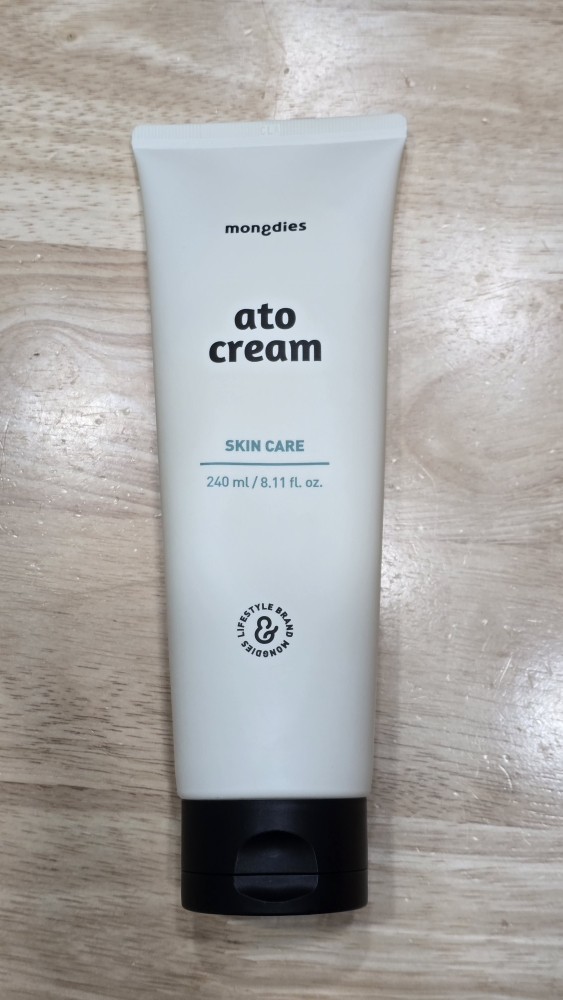 mongdies
ato
cream
SKIN CARE
240 ml / 8.11 fl. oz.
LIFESTYLE BRAND MONGDIES
&